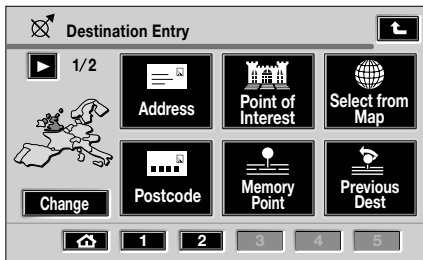 Destination Entry
1/2
Address
Point of
Interest
Select from
Map
Postcode
Memory
Point
Previous
Dest
Change
1 2 3 4 5